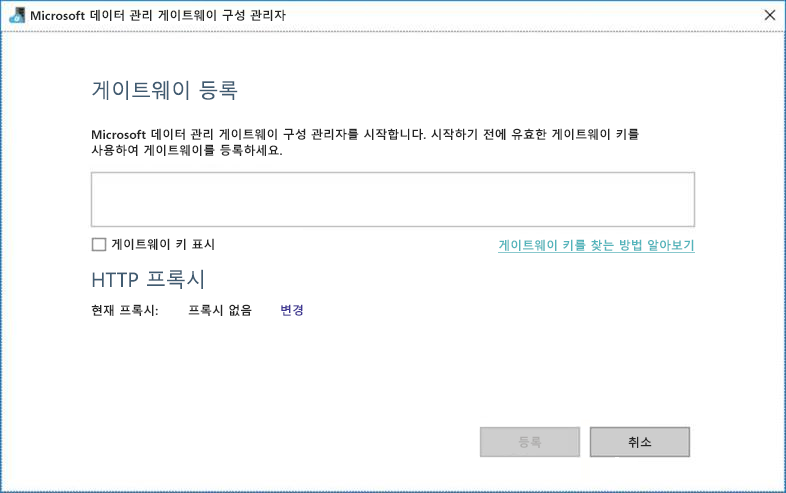 Microsoft 데이터 관리 게이트웨이 구성 관리자
게이트웨이 등록
Microsoft 데이터 관리 게이트웨이 구성 관리자를 시작합니다. 시작하기 전에 유효한 게이트웨이 키를
사용하여 게이트웨이를 등록하세요.
게이트웨이 키 표시
게이트웨이 키를 찾는 방법 알아보기
HTTP 프록시
현재 프록시: 프록시 없음 변경
등록 취소